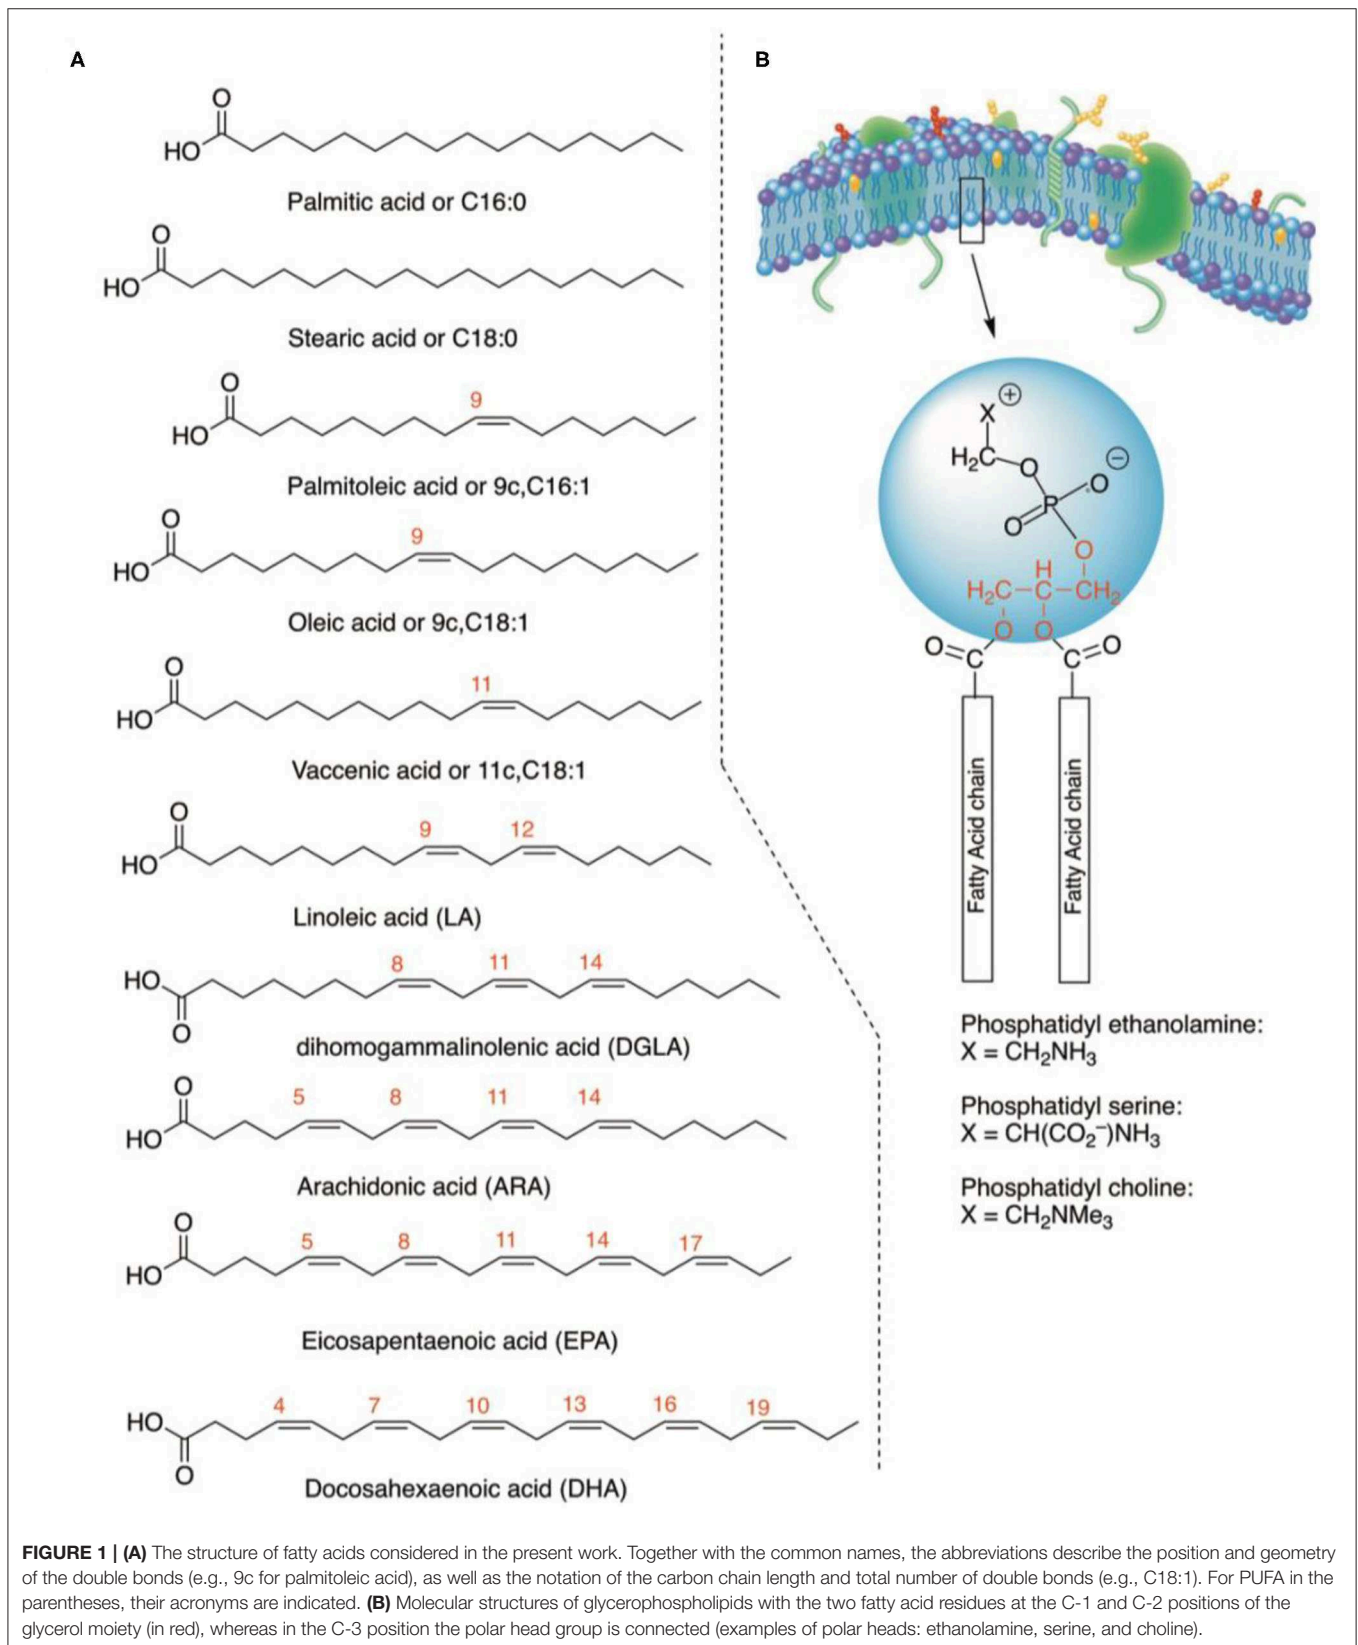 A
O
HO
Palmitic acid or C16:0
O
HO
Stearic acid or C18:0
O
9
HO
Palmitoleic acid or 9c,C16:1
O
9
HO
Oleic acid or 9c,C18:1
O
11
HO
Vaccenic acid or 11c,C18:1
O
9 12
HO
Linoleic acid (LA)
8 11 14
HO
O
dihomogammalinolenic acid (DGLA)
O
5 8 11 14
HO
Arachidonic acid (ARA)
O
5 8 11 14 17
HO
Eicosapentaenoic acid (EPA)
4 7 10 13 16 19
HO
O
Docosahexaenoic acid (DHA)
B
X +
H₂C O −
P O
O
O
H
H₂C–C–CH₂
O O
O=C C=O
Fatty Acid chain
Fatty Acid chain
Phosphatidyl ethanolamine:
X = CH₂NH₃
Phosphatidyl serine:
X = CH(CO₂⁻)NH₃
Phosphatidyl choline:
X = CH₂NMe₃
FIGURE 1 | (A) The structure of fatty acids considered in the present work. Together with the common names, the abbreviations describe the position and geometry
of the double bonds (e.g., 9c for palmitoleic acid), as well as the notation of the carbon chain length and total number of double bonds (e.g., C18:1). For PUFA in the
parentheses, their acronyms are indicated. (B) Molecular structures of glycerophospholipids with the two fatty acid residues at the C-1 and C-2 positions of the
glycerol moiety (in red), whereas in the C-3 position the polar head group is connected (examples of polar heads: ethanolamine, serine, and choline).